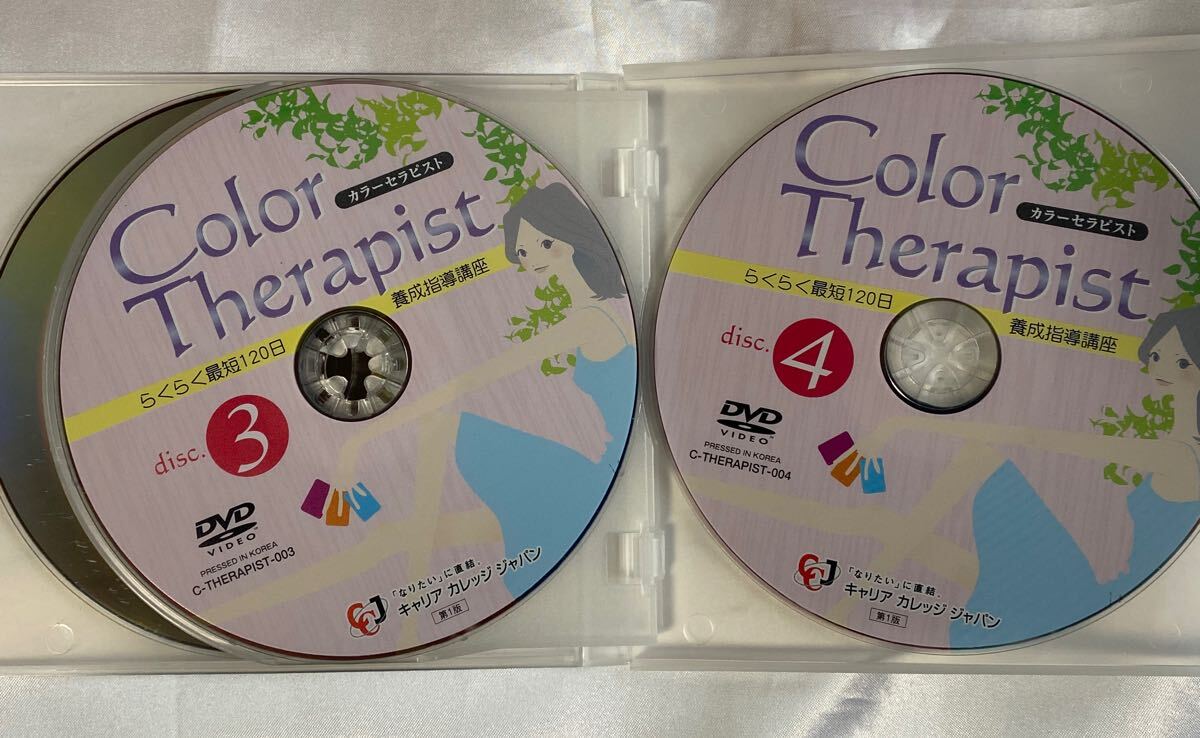 Color
カラーセラピスト
Therapist
らくらく最短120日
養成指導講座
disc. 3
DVD
VIDEO
PRESSED IN KOREA
C-THERAPIST-003
CCJ
「なりたい」に直結。
キャリア カレッジ ジャパン
第1版
Color
カラーセラピスト
Therapist
らくらく最短120日
養成指導講座
disc. 4
DVD
VIDEO
PRESSED IN KOREA
C-THERAPIST-004
CCJ
「なりたい」に直結。
キャリア カレッジ ジャパン
第1版